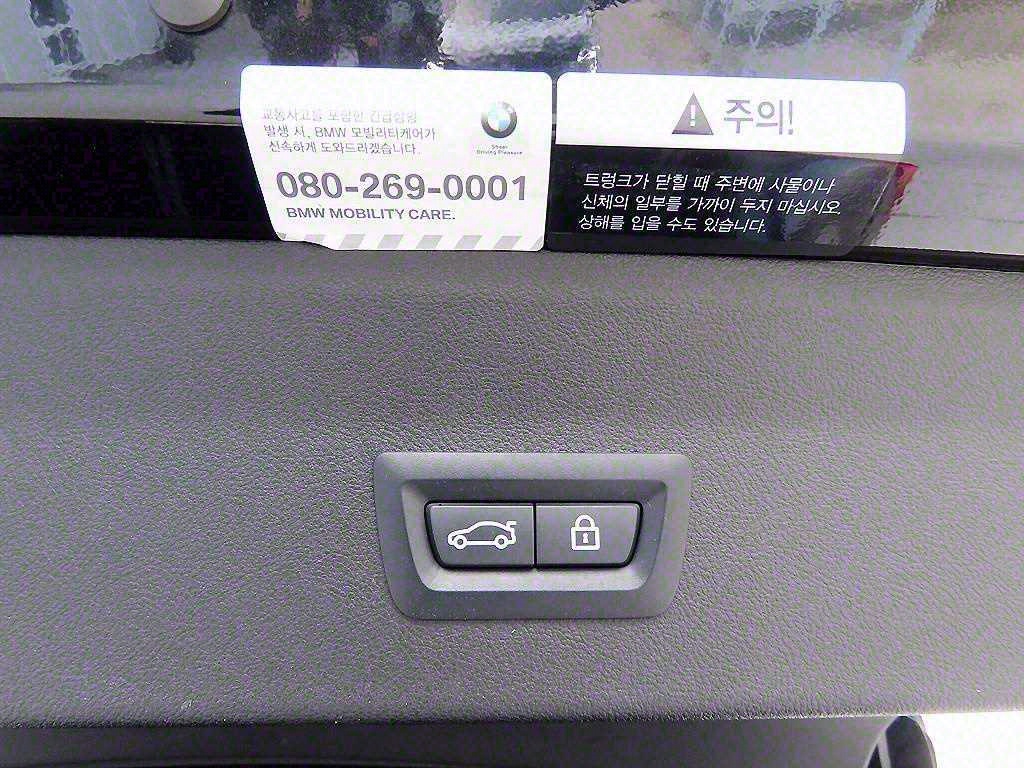 교통사고를 포함한 긴급상황
발생 시, BMW 모빌리티케어가
신속하게 도와드리겠습니다.
Sheer
Driving Pleasure
080-269-0001
BMW MOBILITY CARE.
주의!
트렁크가 닫힐 때 주변에 사물이나
신체의 일부를 가까이 두지 마십시오.
상해를 입을 수도 있습니다.